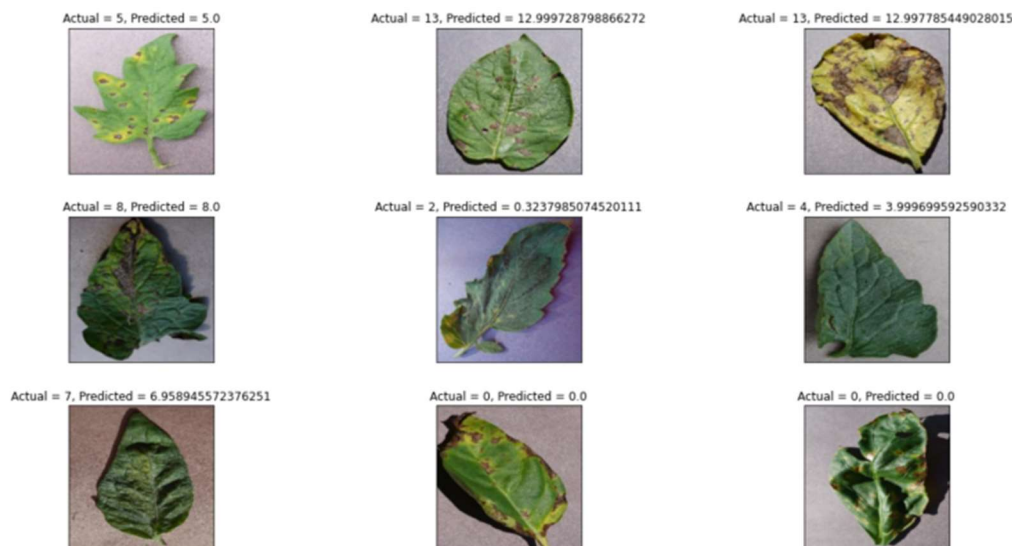 Actual = 5, Predicted = 5.0
Actual = 13, Predicted = 12.999728798866272
Actual = 13, Predicted = 12.997785449028015
Actual = 8, Predicted = 8.0
Actual = 2, Predicted = 0.3237985074520111
Actual = 4, Predicted = 3.999699592590332
Actual = 7, Predicted = 6.958945572376251
Actual = 0, Predicted = 0.0
Actual = 0, Predicted = 0.0